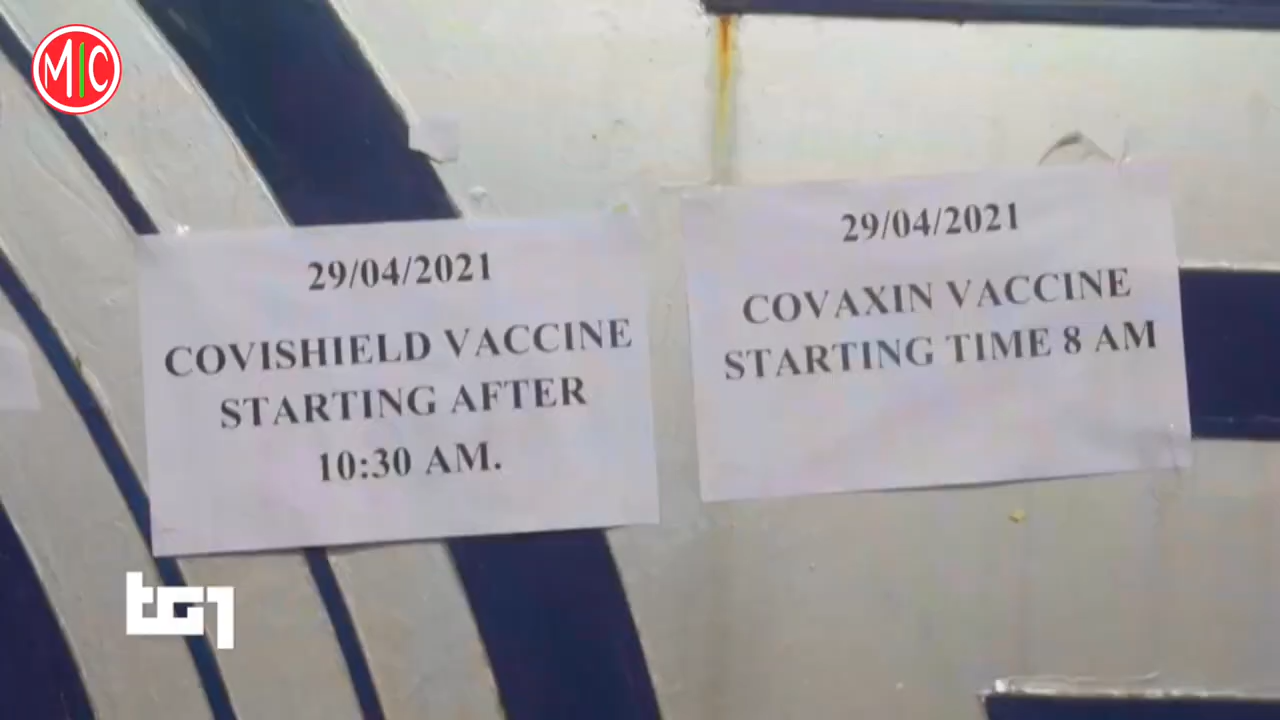 MIC
29/04/2021
COVISHIELD VACCINE
STARTING AFTER
10:30 AM.
29/04/2021
COVAXIN VACCINE
STARTING TIME 8 AM
tg1